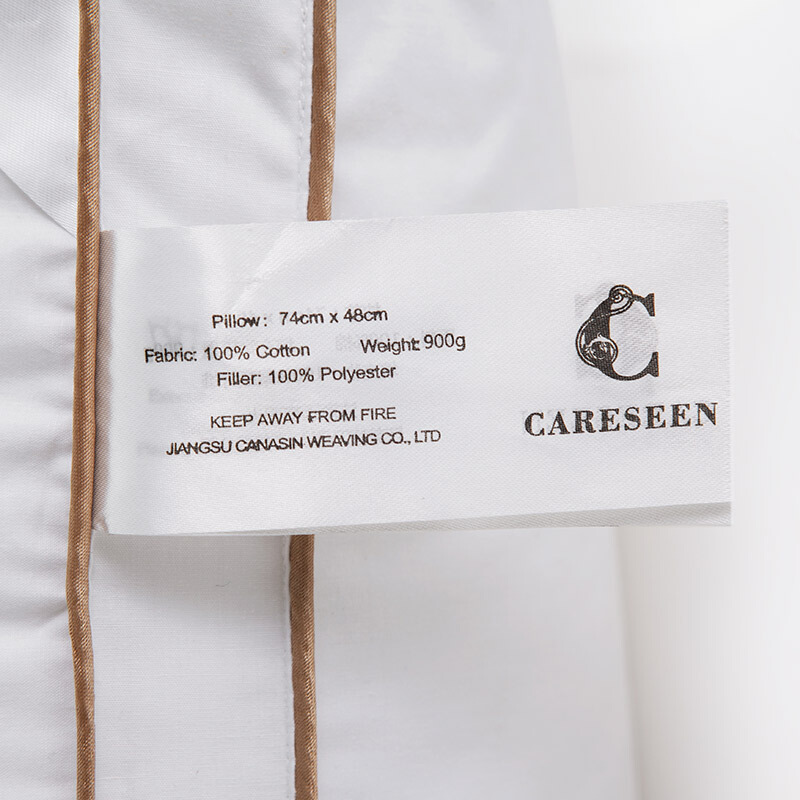 Pillow: 74cm x 48cm
Fabric: 100% Cotton Weight: 900g
Filler: 100% Polyester
KEEP AWAY FROM FIRE
JIANGSU CANASIN WEAVING CO., LTD
C
CARESEEN